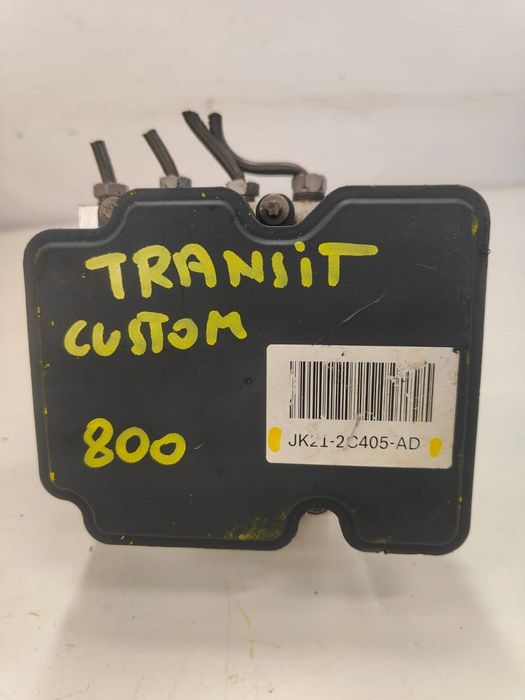 TRANSiT
CUSTOM
800
JK21-2C405-AD